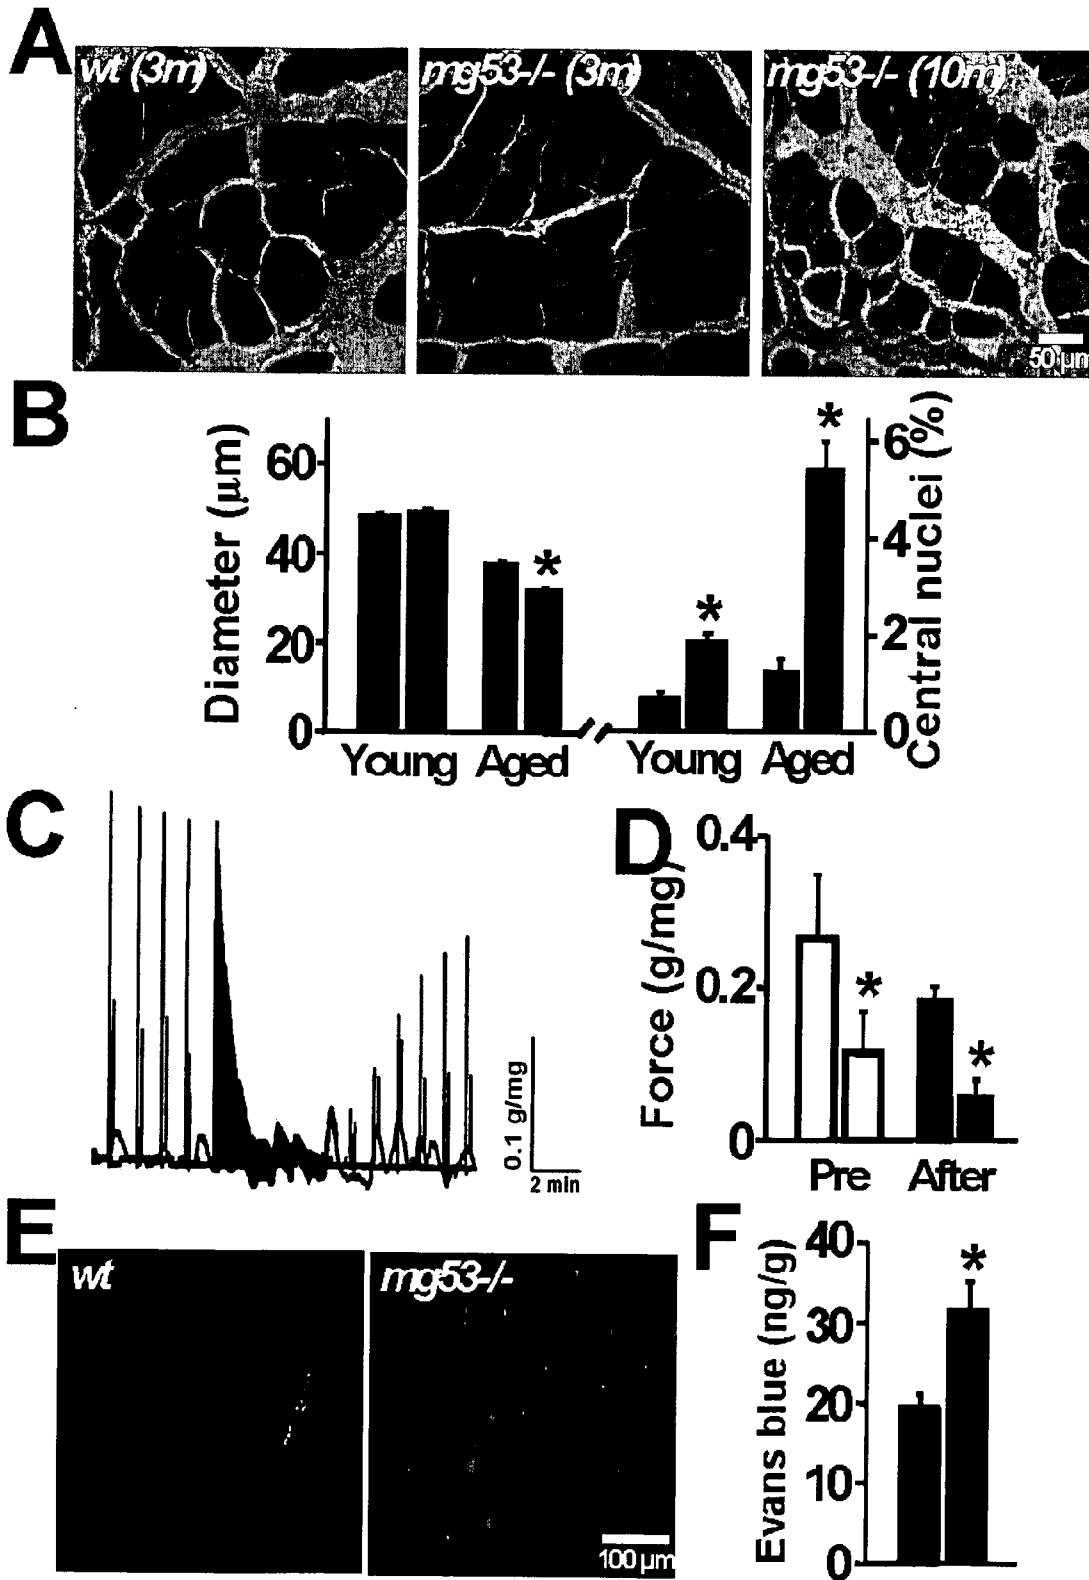 A
wt (3m)
mg53-/- (3m)
mg53-/- (10m)
50 µm
B
Diameter (µm)
60
40
20
0
*
*
*
Young Aged
Young Aged
6
4
2
0
Central nuclei (%)
C
0.1 g/mg
2 min
D
Force (g/mg)
0.4
0.2
0
*
*
Pre After
E
wt
mg53-/-
100 µm
F
Evans blue (ng/g)
40
30
20
10
0
*